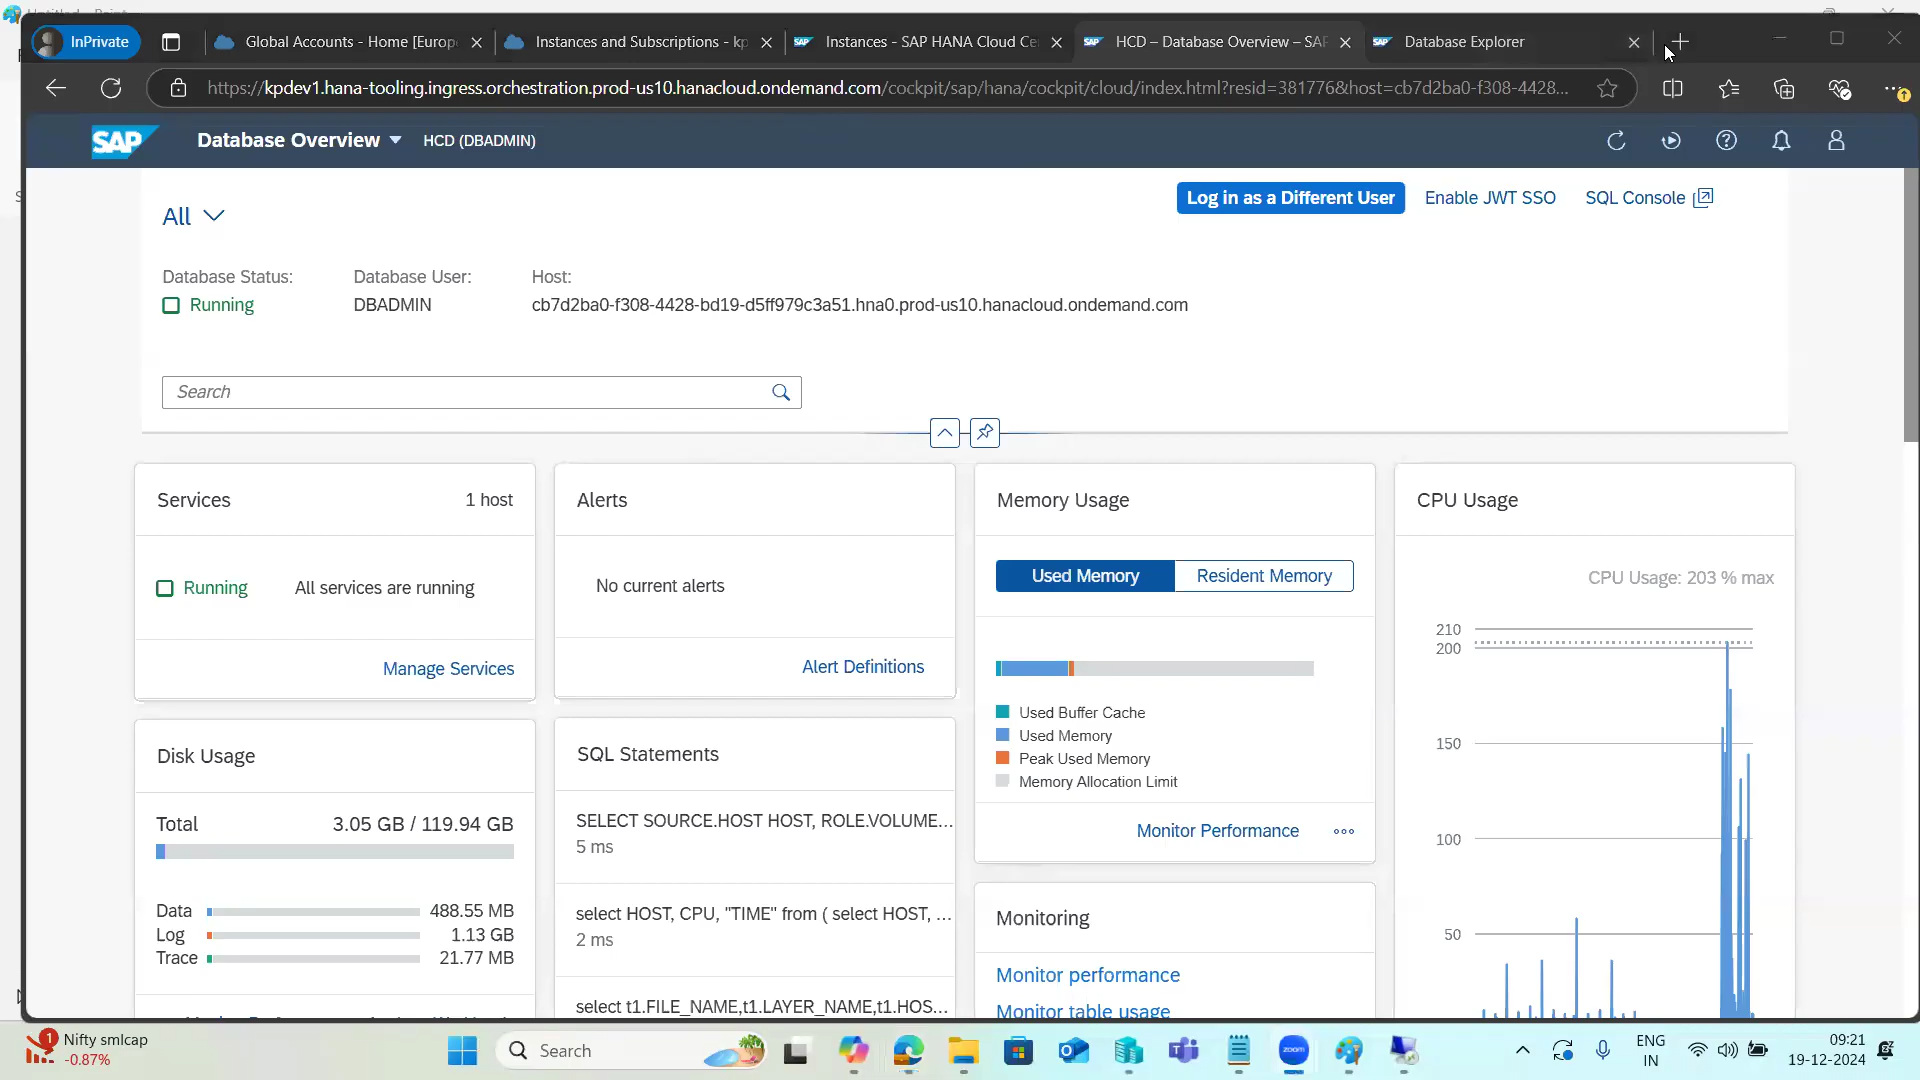 InPrivate
Global Accounts - Home [Europ
Instances and Subscriptions - kp
SAP
Instances - SAP HANA Cloud Ce
SAP
HCD – Database Overview – SA
SAP
Database Explorer
https://kpdev1.hana-tooling.ingress.orchestration.prod-us10.hanacloud.ondemand.com/cockpit/sap/hana/cockpit/cloud/index.html?resid=381776&host=cb7d2ba0-f308-4428...
SAP
Database Overview
HCD (DBADMIN)
All
Log in as a Different User
Enable JWT SSO
SQL Console
Database Status:
Database User:
Host:
Running
DBADMIN
cb7d2ba0-f308-4428-bd19-d5ff979c3a51.hna0.prod-us10.hanacloud.ondemand.com
Search
Services
1 host
Running
All services are running
Manage Services
Alerts
No current alerts
Alert Definitions
Memory Usage
Used Memory
Resident Memory
Used Buffer Cache
Used Memory
Peak Used Memory
Memory Allocation Limit
Monitor Performance
CPU Usage
CPU Usage: 203 % max
210
200
150
100
50
Disk Usage
Total
3.05 GB / 119.94 GB
Data
488.55 MB
Log
1.13 GB
Trace
21.77 MB
SQL Statements
SELECT SOURCE.HOST HOST, ROLE.VOLUME...
5 ms
select HOST, CPU, "TIME" from ( select HOST, ...
2 ms
select t1.FILE_NAME,t1.LAYER_NAME,t1.HOS...
Monitoring
Monitor performance
Monitor table usage
1
Nifty smlcap
-0.87%
Search
zoom
ENG
IN
09:21
19-12-2024